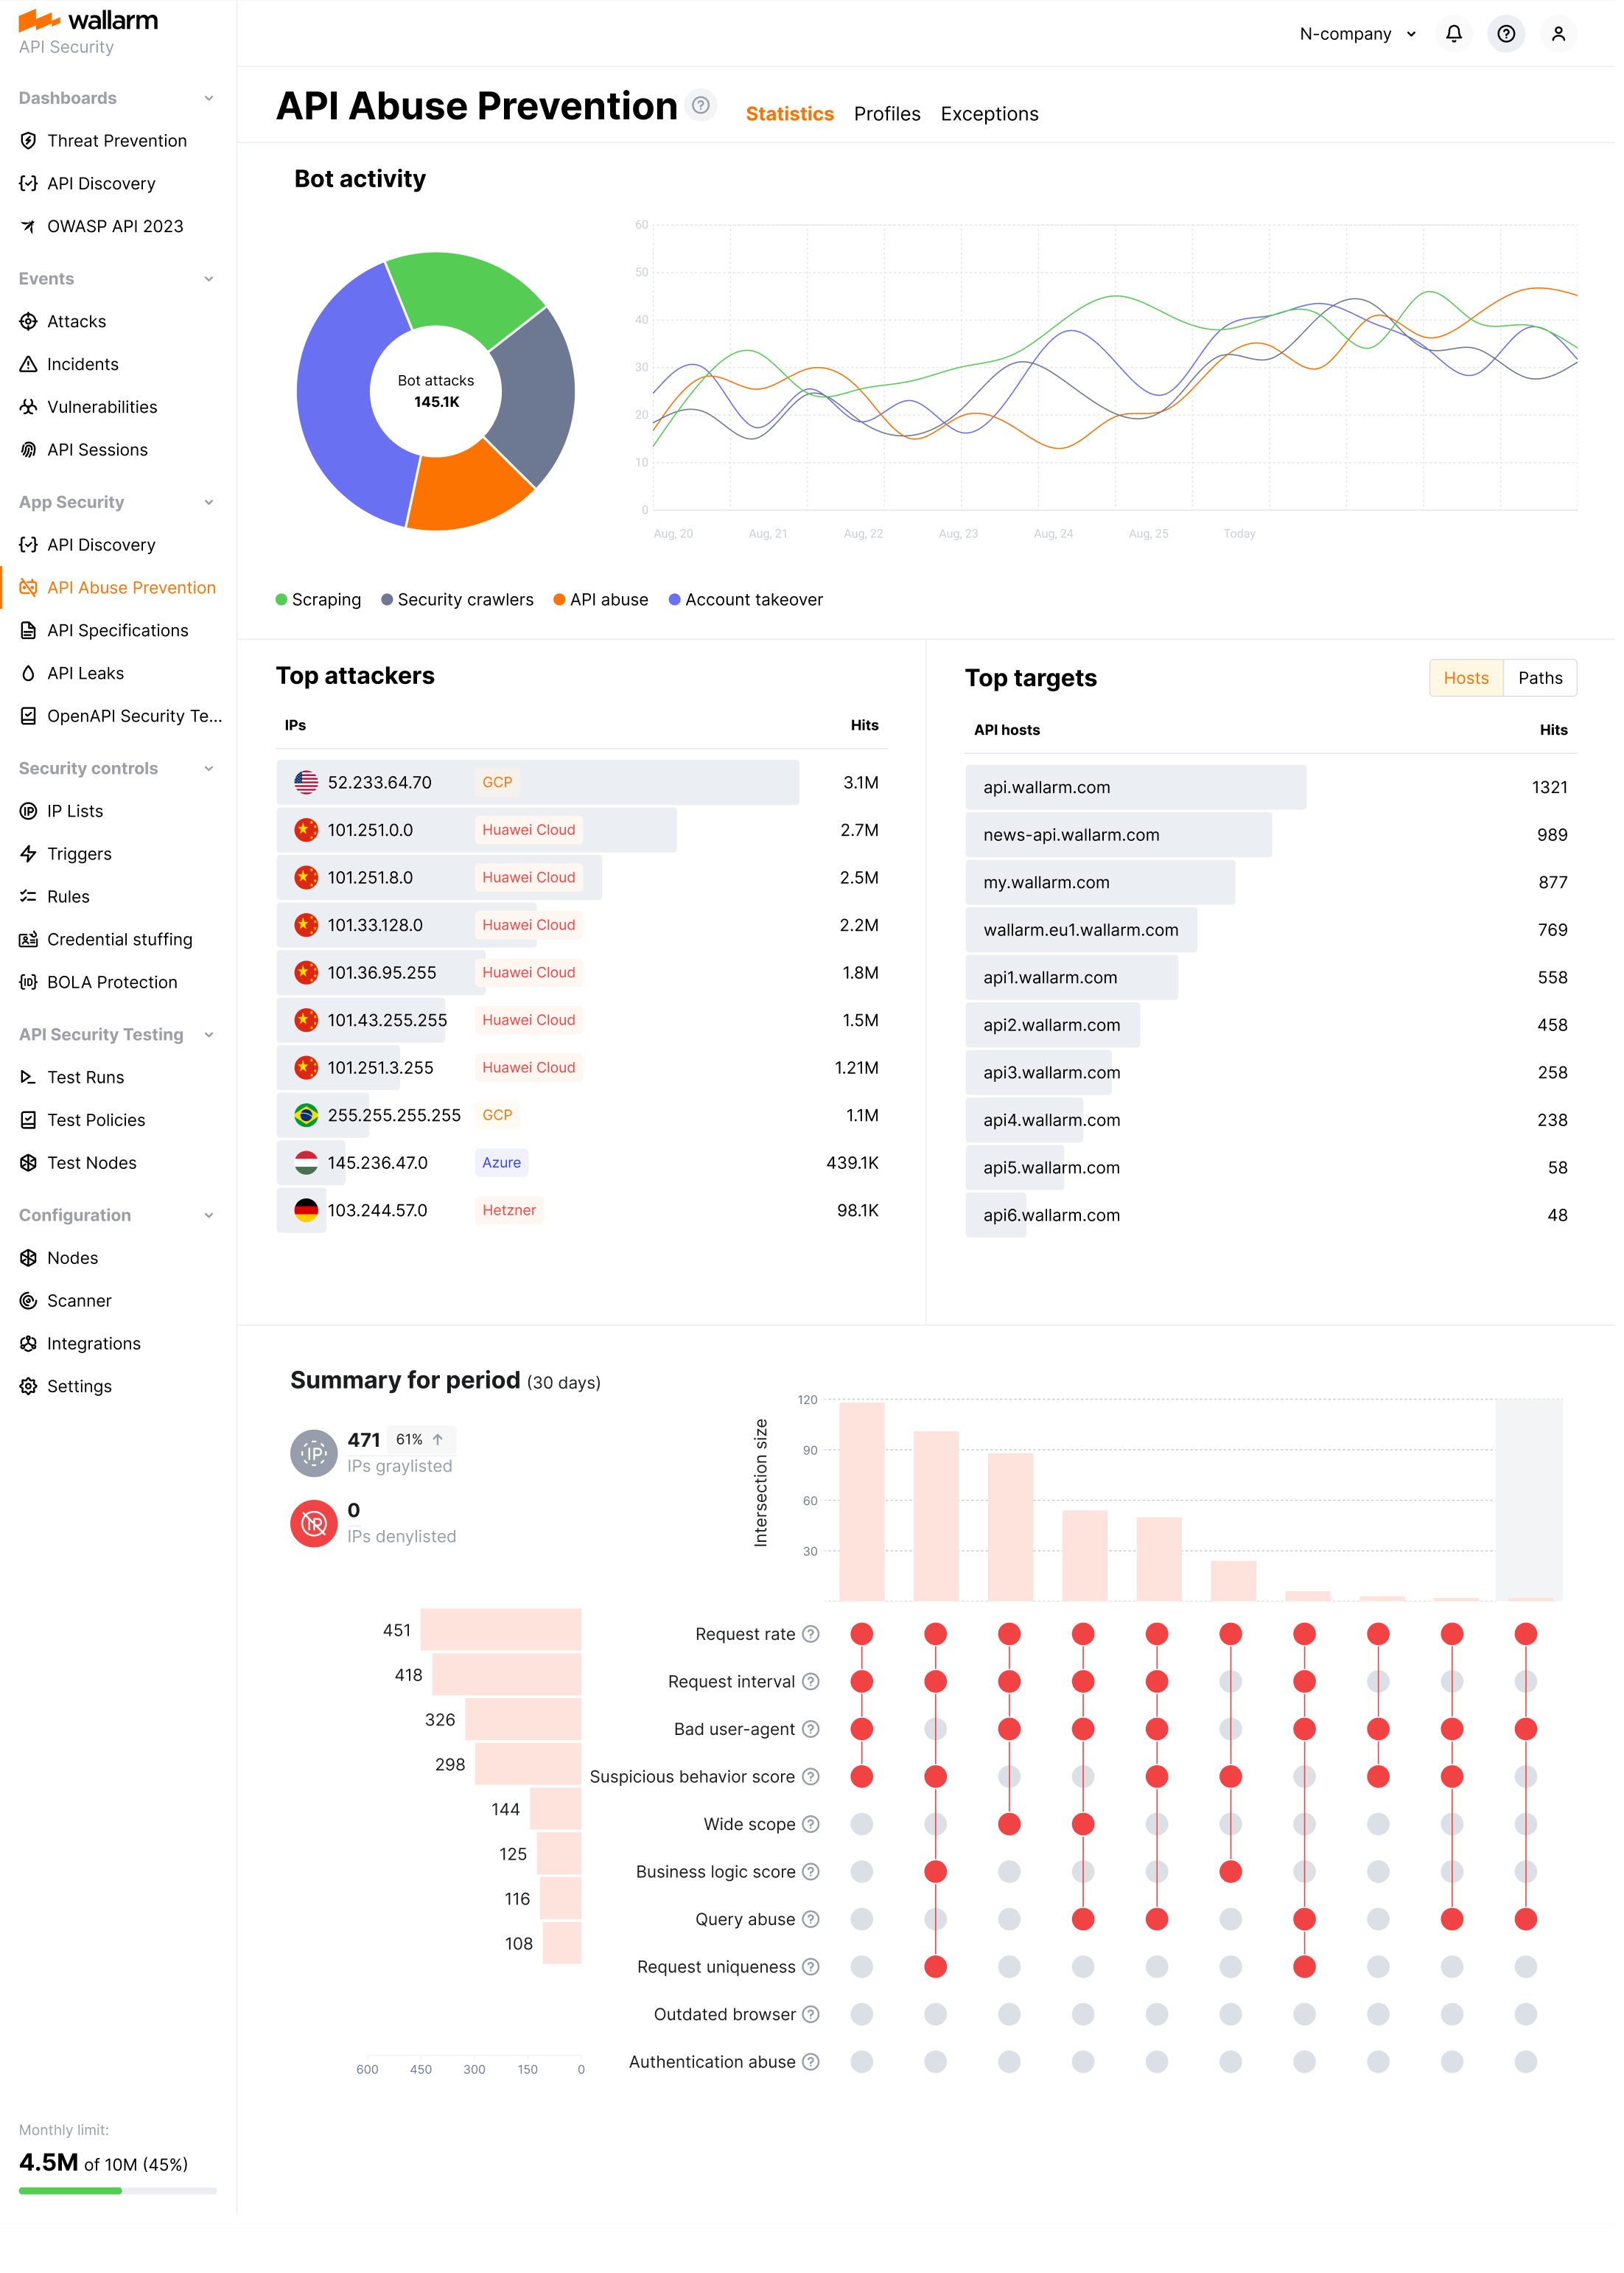 wallarm
API Security
Dashboards
Threat Prevention
API Discovery
OWASP API 2023
Events
Attacks
Incidents
Vulnerabilities
API Sessions
App Security
API Discovery
API Abuse Prevention
API Specifications
API Leaks
OpenAPI Security Te...
Security controls
IP Lists
Triggers
Rules
Credential stuffing
BOLA Protection
API Security Testing
Test Runs
Test Policies
Test Nodes
Configuration
Nodes
Scanner
Integrations
Settings
Monthly limit:
4.5M of 10M (45%)
N-company
API Abuse Prevention ? Statistics Profiles Exceptions
Bot activity
Bot attacks
145.1K
60
50
40
30
20
10
0
Aug, 20 Aug, 21 Aug, 22 Aug, 23 Aug, 24 Aug, 25 Today
Scraping Security crawlers API abuse Account takeover
Top attackers
IPs Hits
52.233.64.70 GCP 3.1M
101.251.0.0 Huawei Cloud 2.7M
101.251.8.0 Huawei Cloud 2.5M
101.33.128.0 Huawei Cloud 2.2M
101.36.95.255 Huawei Cloud 1.8M
101.43.255.255 Huawei Cloud 1.5M
101.251.3.255 Huawei Cloud 1.21M
255.255.255.255 GCP 1.1M
145.236.47.0 Azure 439.1K
103.244.57.0 Hetzner 98.1K
Top targets Hosts Paths
API hosts Hits
api.wallarm.com 1321
news-api.wallarm.com 989
my.wallarm.com 877
wallarm.eu1.wallarm.com 769
api1.wallarm.com 558
api2.wallarm.com 458
api3.wallarm.com 258
api4.wallarm.com 238
api5.wallarm.com 58
api6.wallarm.com 48
Summary for period (30 days)
IP 471 61% ↑
IPs graylisted
IP 0
IPs denylisted
Intersection size
120
90
60
30
451
418
326
298
144
125
116
108
600 450 300 150 0
Request rate ?
Request interval ?
Bad user-agent ?
Suspicious behavior score ?
Wide scope ?
Business logic score ?
Query abuse ?
Request uniqueness ?
Outdated browser ?
Authentication abuse ?